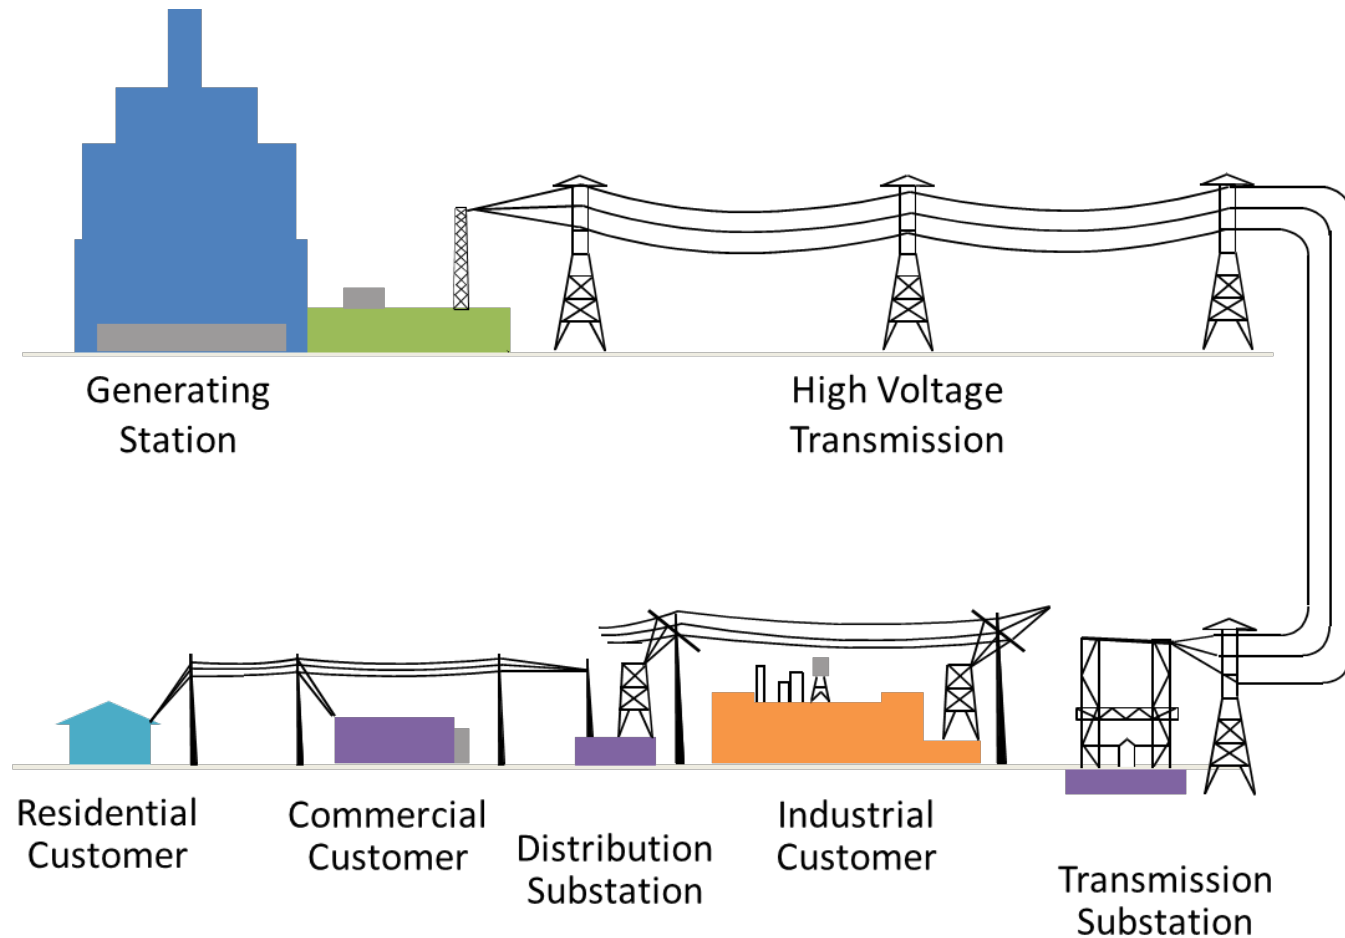 Generating
Station
High Voltage
Transmission
Residential
Customer
Commercial
Customer
Distribution
Substation
Industrial
Customer
Transmission
Substation